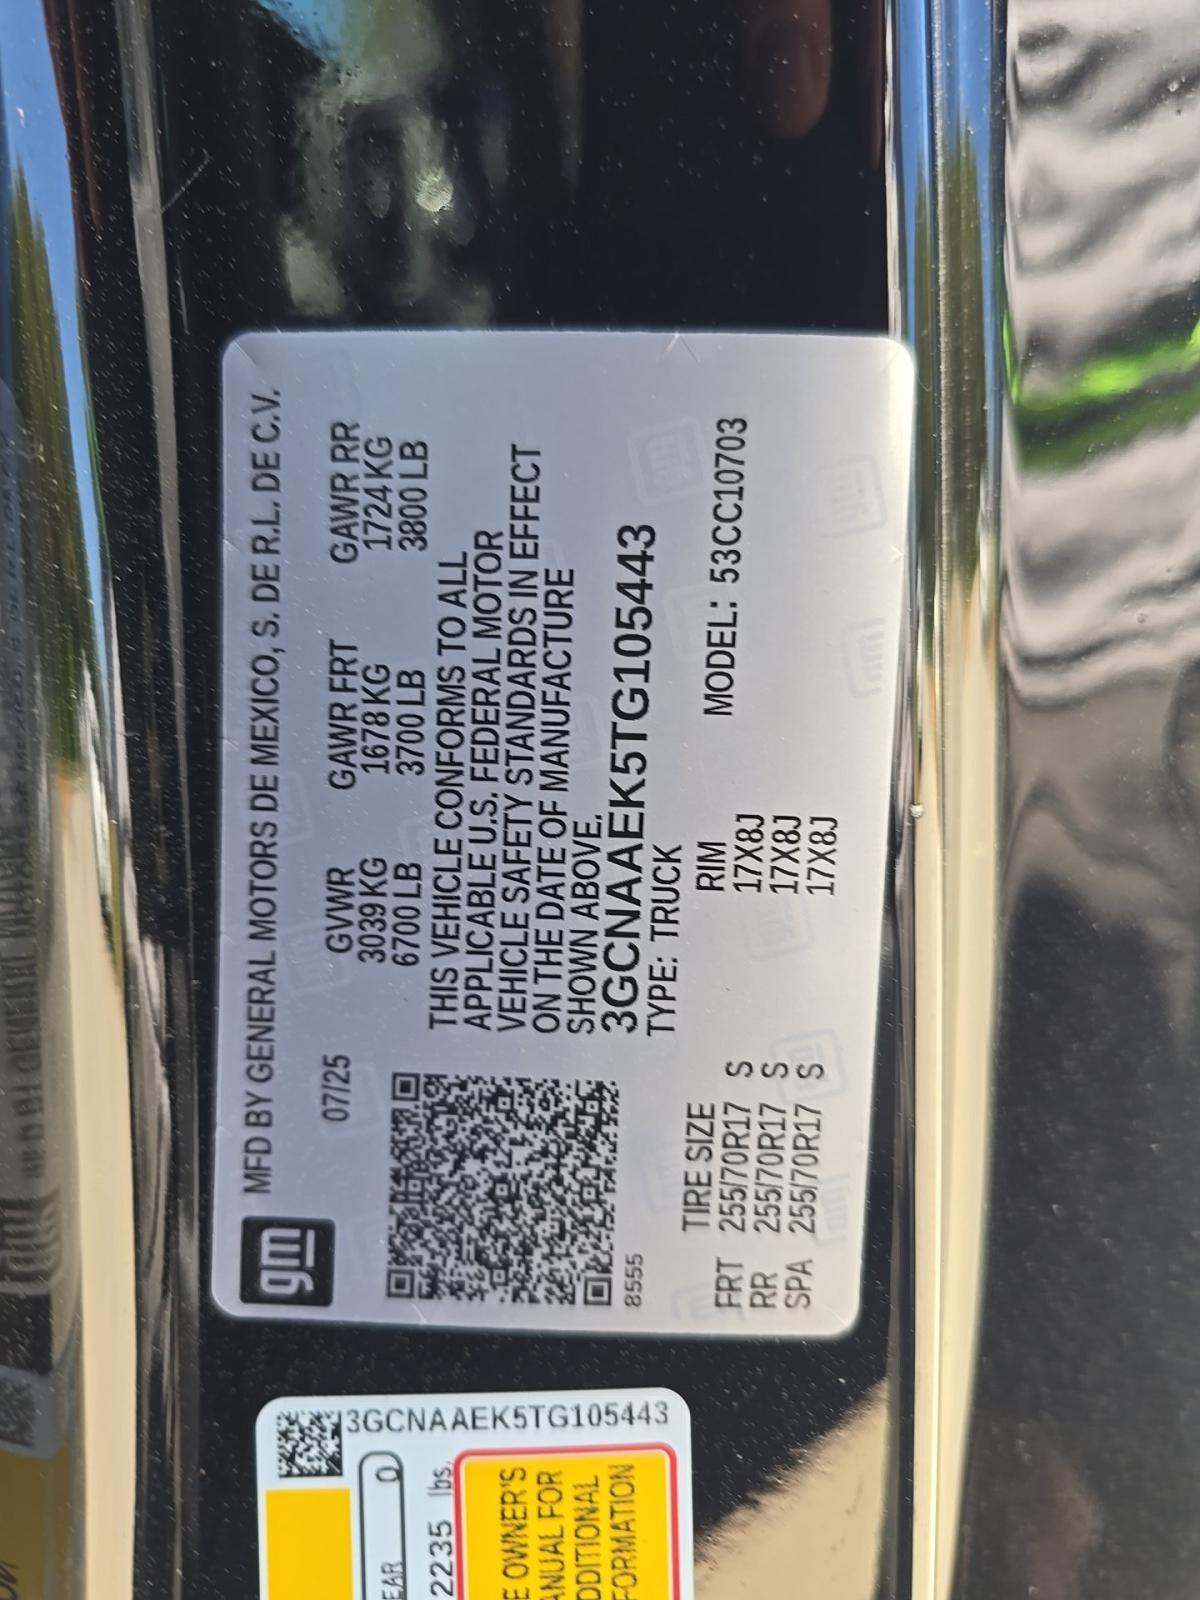 gm
MFD BY GENERAL MOTORS DE MEXICO, S. DE R.L. DE C.V.
07/25
GVWR GAWR FRT GAWR RR
3039 KG 1678 KG 1724 KG
6700 LB 3700 LB 3800 LB
THIS VEHICLE CONFORMS TO ALL
APPLICABLE U.S. FEDERAL MOTOR
VEHICLE SAFETY STANDARDS IN EFFECT
ON THE DATE OF MANUFACTURE
SHOWN ABOVE.
3GCNAAEK5TG105443
8555 TYPE: TRUCK
TIRE SIZE RIM MODEL: 53CC10703
FRT 255/70R17 S 17X8J
RR 255/70R17 S 17X8J
SPA 255/70R17 S 17X8J
3GCNAAEK5TG105443
EAR 0
2235 lbs.
E OWNER'S
ANUAL FOR
DDITIONAL
FORMATION